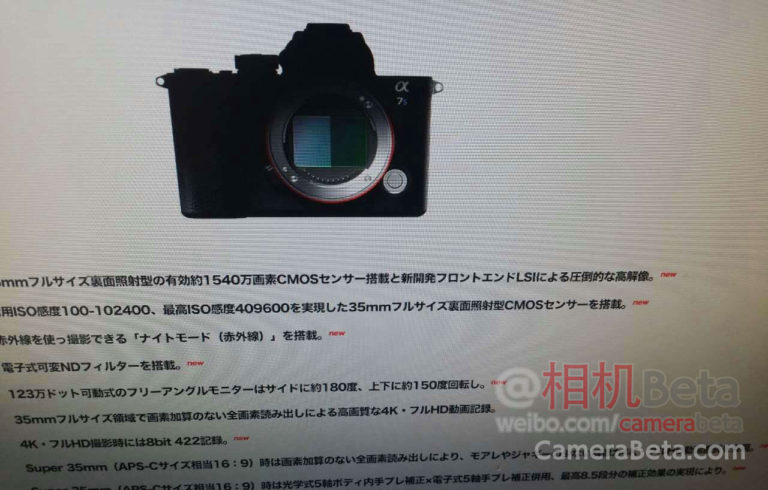 α
7s
mmフルサイズ裏面照射型の有効約1540万画素CMOSセンサー搭載と新開発フロントエンドLSIによる圧倒的な高解像。new
用ISO感度100-102400、最高ISO感度409600を実現した35mmフルサイズ裏面照射型CMOSセンサーを搭載。new
赤外線を使っ撮影できる「ナイトモード（赤外線）」を搭載。new
電子式可変NDフィルターを搭載。new
123万ドット可動式のフリーアングルモニターはサイドに約180度、上下に約150度回転し。new
35mmフルサイズ領域で画素加算のない全画素読み出しによる高画質な4K・フルHD動画記録。
4K・フルHD撮影時には8bit 422記録。new
Super 35mm（APS-Cサイズ相当16：9）時は画素加算のない全画素読み出しにより、モアレやジャギー
Super 35mm（APS-Cサイズ相当16：9）時は光学式5軸ボディ内手ブレ補正×電子式5軸手ブレ補正併用、最高8.5段分の補正効果の実現により。new
@相机Beta
weibo.com/camerabeta
CameraBeta.com